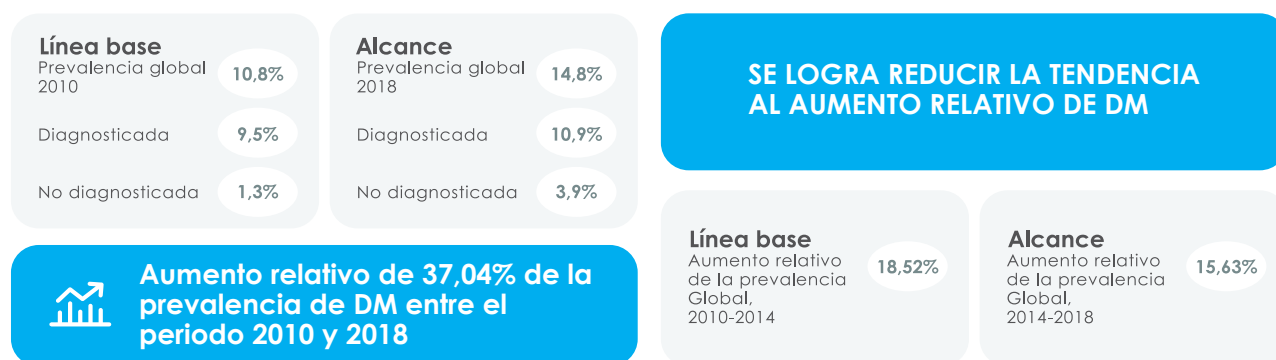 Línea base
Prevalencia global
2010
10,8%
Diagnosticada
9,5%
No diagnosticada
1,3%
Alcance
Prevalencia global
2018
14,8%
Diagnosticada
10,9%
No diagnosticada
3,9%
Aumento relativo de 37,04% de la
prevalencia de DM entre el
periodo 2010 y 2018
SE LOGRA REDUCIR LA TENDENCIA
AL AUMENTO RELATIVO DE DM
Línea base
Aumento relativo
de la prevalencia
Global,
2010-2014
18,52%
Alcance
Aumento relativo
de la prevalencia
Global,
2014-2018
15,63%